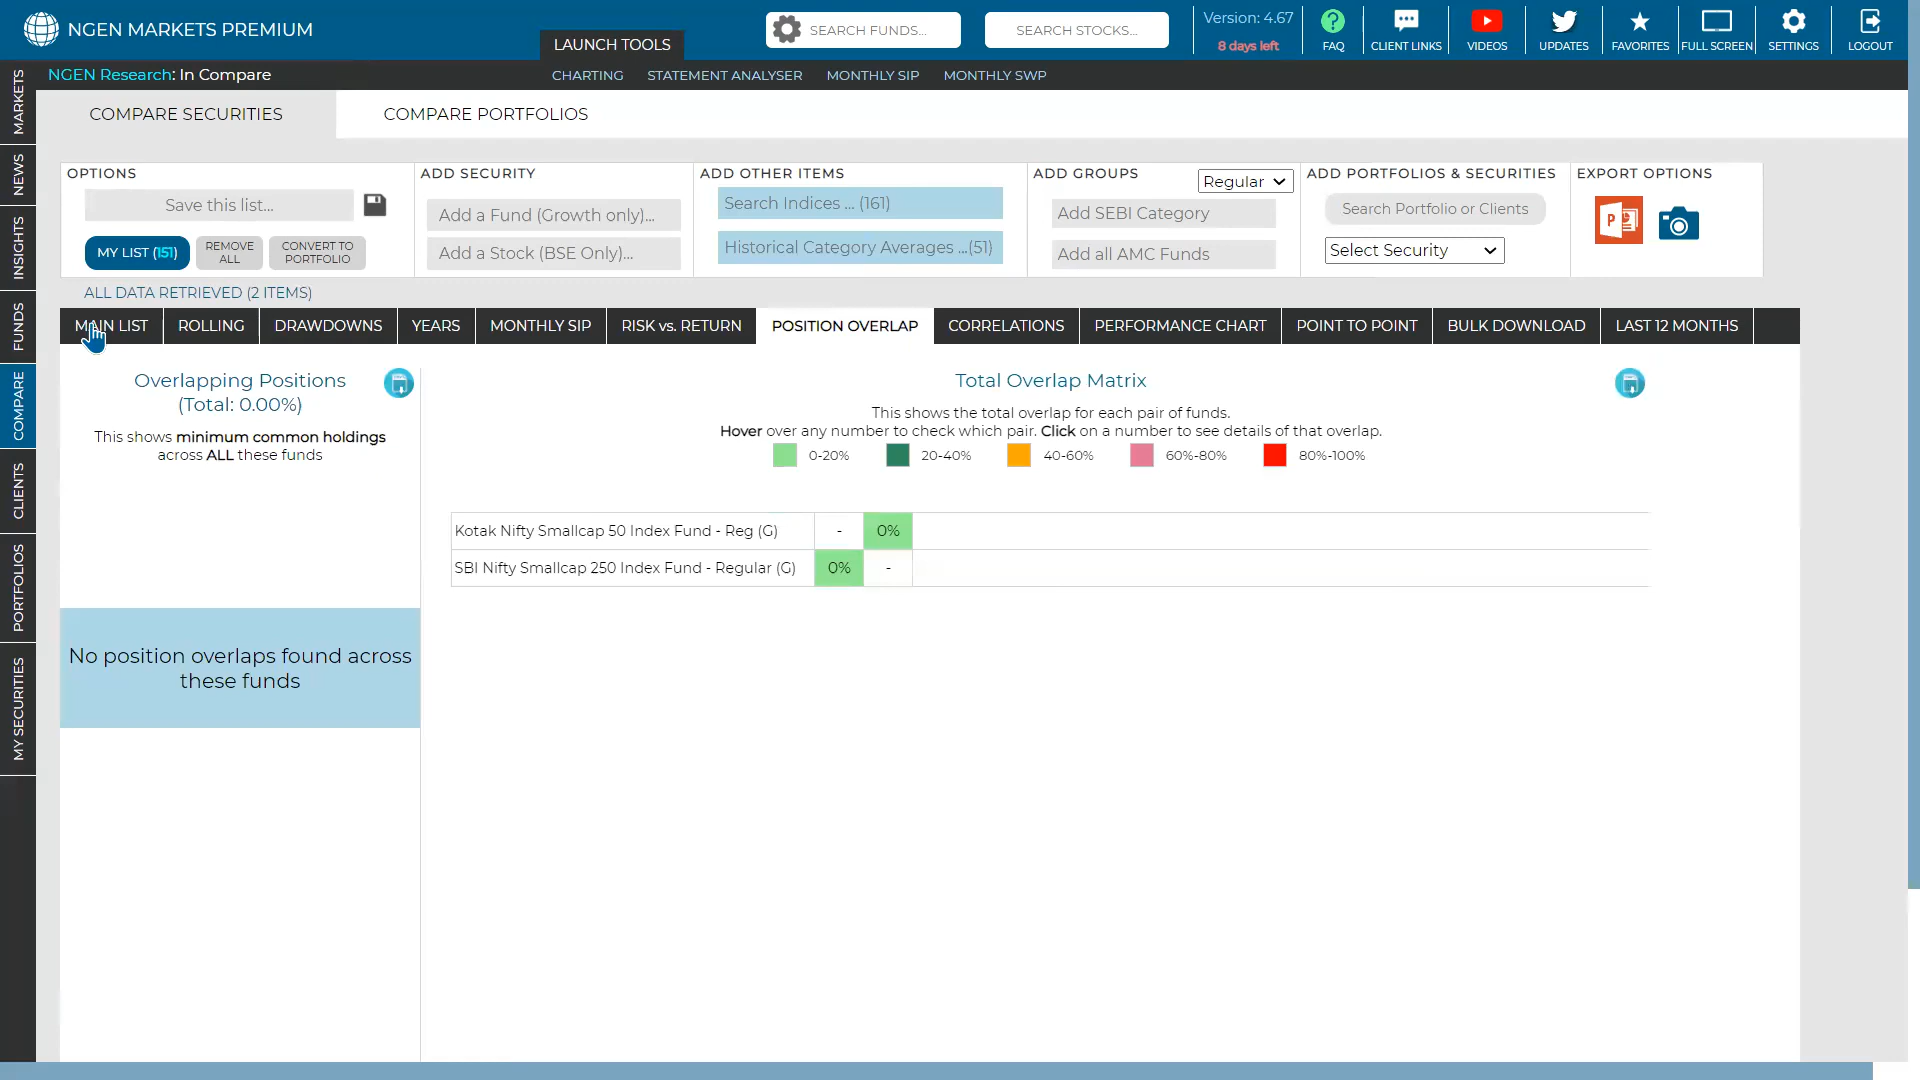 NGEN MARKETS PREMIUM
LAUNCH TOOLS
SEARCH FUNDS...
SEARCH STOCKS...
Version: 4.67
8 days left
FAQ
CLIENT LINKS
VIDEOS
UPDATES
FAVORITES
FULL SCREEN
SETTINGS
LOGOUT
NGEN Research: In Compare
CHARTING STATEMENT ANALYSER MONTHLY SIP MONTHLY SWP
MARKETS
NEWS
INSIGHTS
FUNDS
COMPARE
CLIENTS
PORTFOLIOS
MY SECURITIES
COMPARE SECURITIES COMPARE PORTFOLIOS
OPTIONS
Save this list...
MY LIST (151)
REMOVE
ALL
CONVERT TO
PORTFOLIO
ADD SECURITY
Add a Fund (Growth only)...
Add a Stock (BSE Only)...
ADD OTHER ITEMS
Search Indices ... (161)
Historical Category Averages ...(51)
ADD GROUPS
Regular
Add SEBI Category
Add all AMC Funds
ADD PORTFOLIOS & SECURITIES
Search Portfolio or Clients
Select Security
EXPORT OPTIONS
P
ALL DATA RETRIEVED (2 ITEMS)
MAIN LIST ROLLING DRAWDOWNS YEARS MONTHLY SIP RISK vs. RETURN POSITION OVERLAP CORRELATIONS PERFORMANCE CHART POINT TO POINT BULK DOWNLOAD LAST 12 MONTHS
Overlapping Positions
(Total: 0.00%)
This shows minimum common holdings
across ALL these funds
No position overlaps found across
these funds
Total Overlap Matrix
This shows the total overlap for each pair of funds.
Hover over any number to check which pair. Click on a number to see details of that overlap.
0-20% 20-40% 40-60% 60%-80% 80%-100%
Kotak Nifty Smallcap 50 Index Fund - Reg (G) - 0%
SBI Nifty Smallcap 250 Index Fund - Regular (G) 0% -